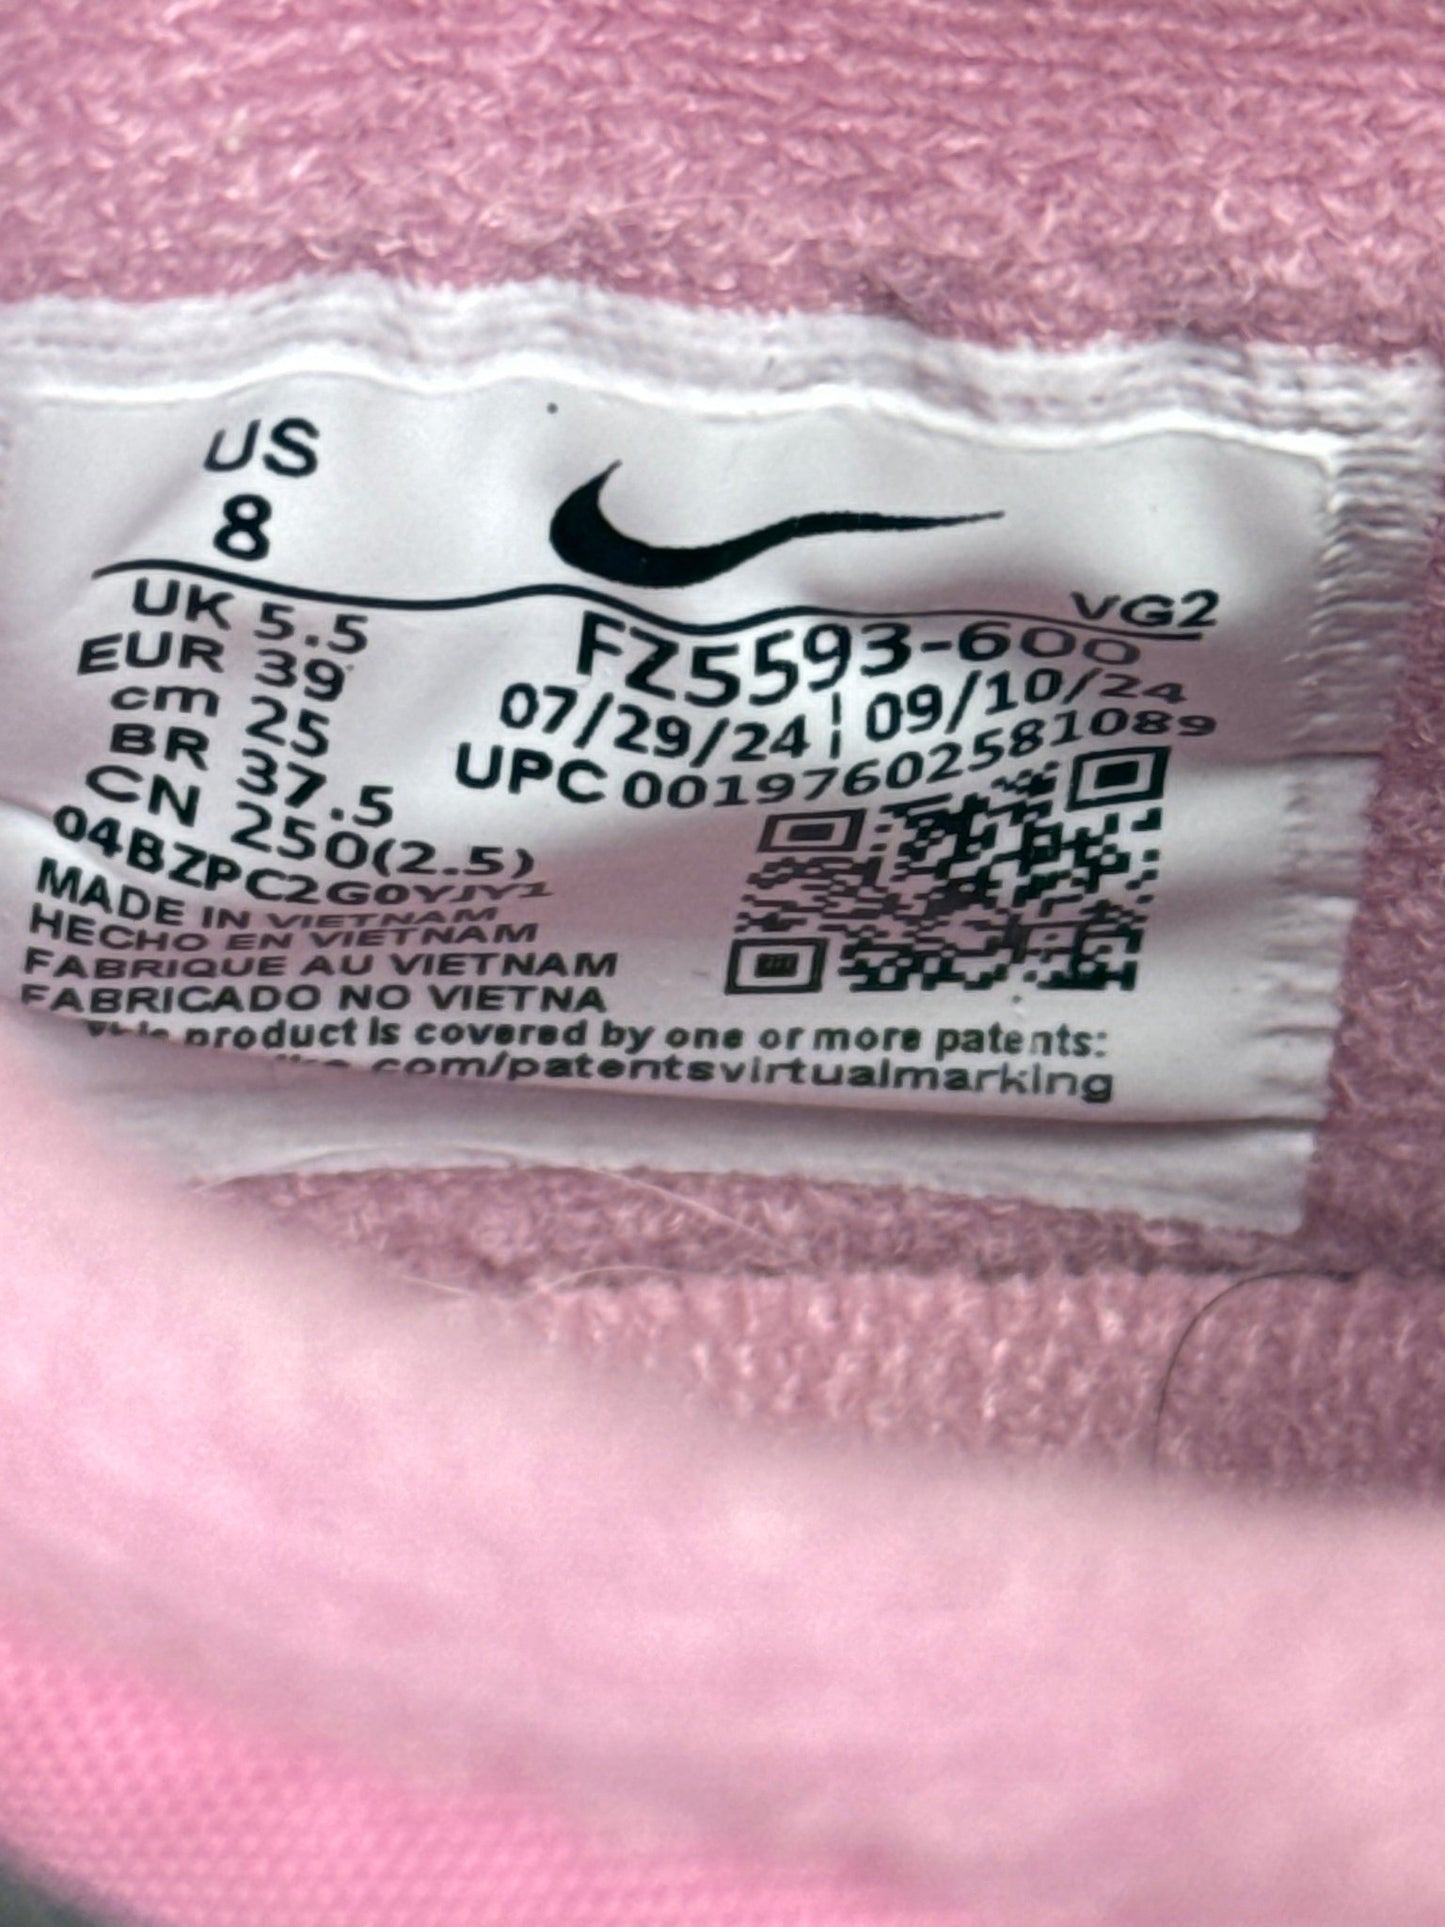 US
8
VG2
UK 5.5
EUR 39
cm 25
BR 37.5
CN 250(2.5)
FZ5593-600
07/29/24 | 09/10/24
UPC 00197602581089
04BZPC2G0YJY1
MADE IN VIETNAM
HECHO EN VIETNAM
FABRIQUE AU VIETNAM
FABRICADO NO VIETNA
This product is covered by one or more patents:
.com/patentsvirtualmarking